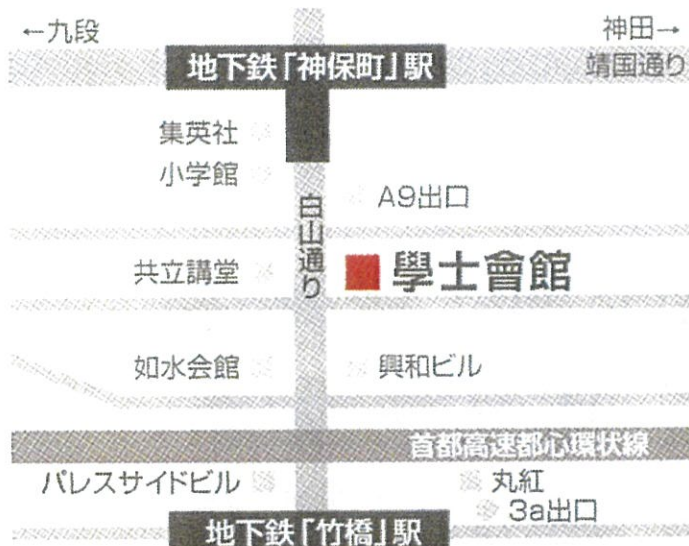 ←九段
神田→
地下鉄「神保町」駅
靖国通り
集英社
小学館
A9出口
白山通り
共立講堂
學士會館
如水会館
興和ビル
首都高速都心環状線
パレスサイドビル
丸紅
3a出口
地下鉄「竹橋」駅